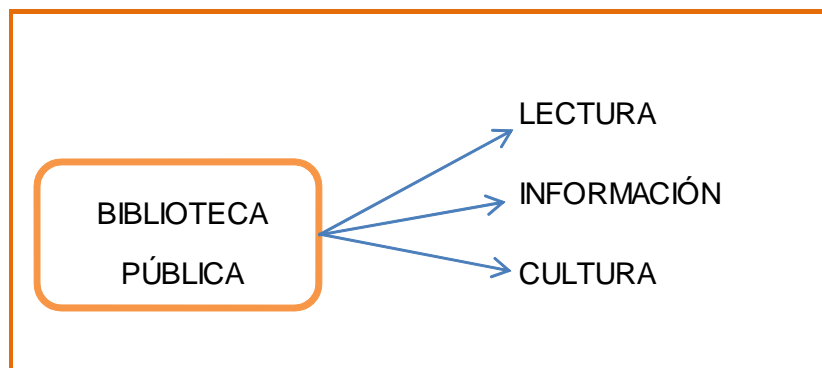 BIBLIOTECA
PÚBLICA
LECTURA
INFORMACIÓN
CULTURA